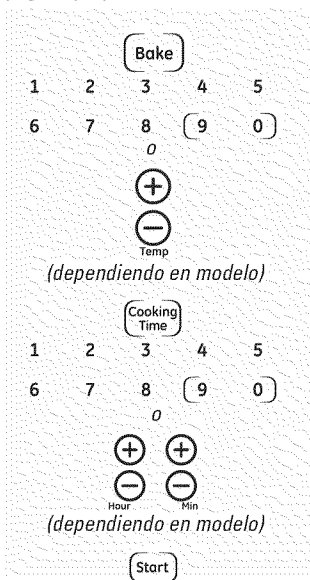 Bake
1 2 3 4 5
6 7 8 9 0
o
+
−
Temp
(dependiendo en modelo)
Cooking
Time
1 2 3 4 5
6 7 8 9 0
o
+ +
− −
Hour Min
(dependiendo en modelo)
Start